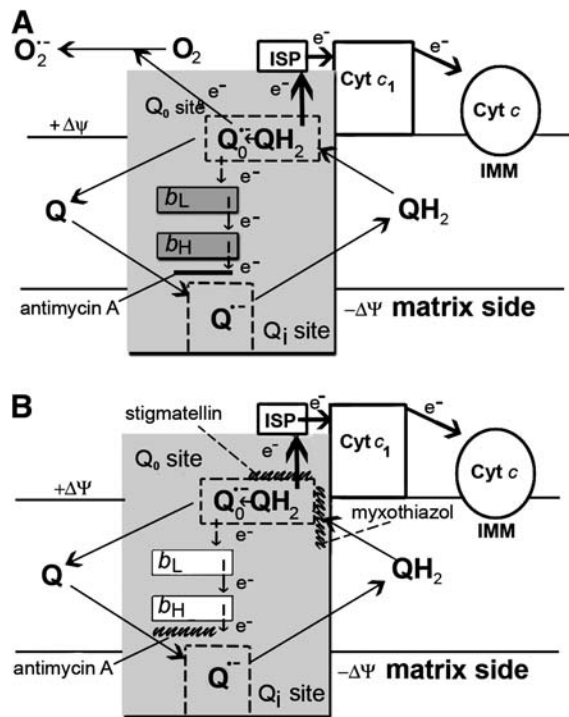 A
O₂˙⁻ O₂
e⁻
ISP
e⁻
Cyt c₁
e⁻
Cyt c
IMM
e⁻
Q₀ site
e⁻
+Δψ
Q₀˙⁻ QH₂
e⁻
Q
bL
e⁻
QH₂
bH
e⁻
antimycin A
Q˙⁻
Qi site
−ΔΨ matrix side
B
stigmatellin
ISP
e⁻
Cyt c₁
e⁻
Cyt c
IMM
Q₀ site
e⁻
+ΔΨ
Q₀˙⁻ QH₂
myxothiazol
e⁻
Q
bL
e⁻
QH₂
bH
e⁻
antimycin A
Q˙⁻
Qi site
−ΔΨ matrix side